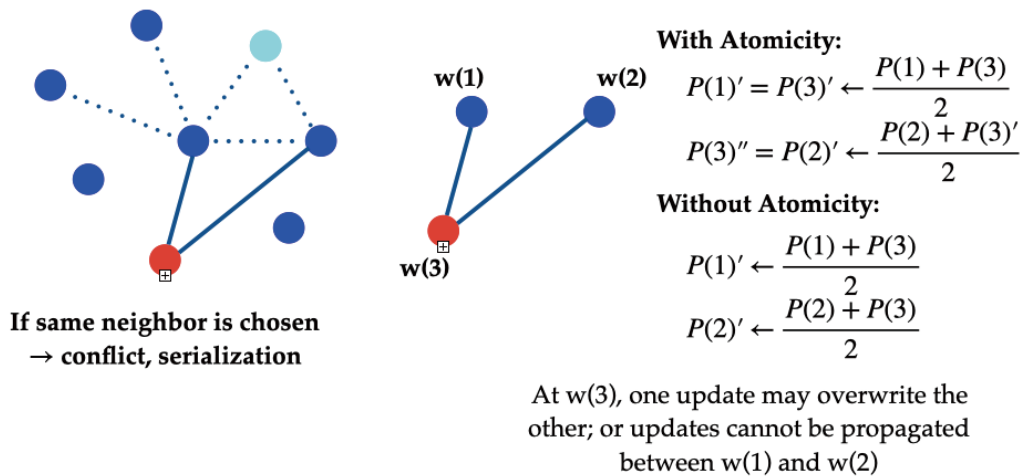 w(1)
w(2)
w(3)
If same neighbor is chosen
→ conflict, serialization
With Atomicity:
P(1)′ = P(3)′ ← (P(1) + P(3))/2
P(3)′′ = P(2)′ ← (P(2) + P(3)′)/2
Without Atomicity:
P(1)′ ← (P(1) + P(3))/2
P(2)′ ← (P(2) + P(3))/2
At w(3), one update may overwrite the
other; or updates cannot be propagated
between w(1) and w(2)